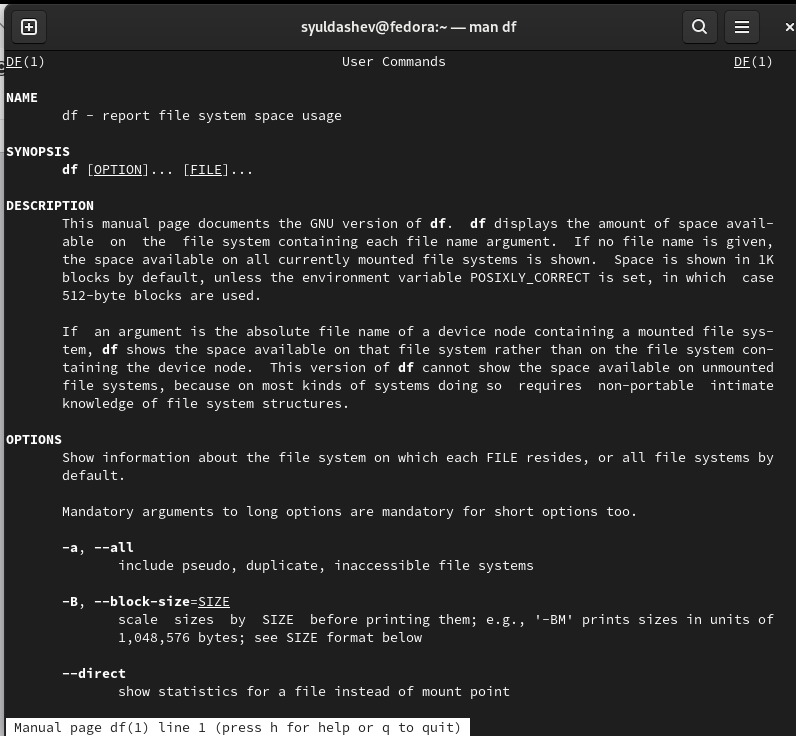 syuldashev@fedora:~ — man df
DF(1) User Commands DF(1)
NAME
df - report file system space usage
SYNOPSIS
df [OPTION]... [FILE]...
DESCRIPTION
This manual page documents the GNU version of df.  df displays the amount of space avail-
able  on  the  file system containing each file name argument.  If no file name is given,
the space available on all currently mounted file systems is shown.  Space is shown in 1K
blocks by default, unless the environment variable POSIXLY_CORRECT is set, in which  case
512-byte blocks are used.
If  an argument is the absolute file name of a device node containing a mounted file sys-
tem, df shows the space available on that file system rather than on the file system con-
taining the device node.  This version of df cannot show the space available on unmounted
file systems, because on most kinds of systems doing so  requires  non-portable  intimate
knowledge of file system structures.
OPTIONS
Show information about the file system on which each FILE resides, or all file systems by
default.
Mandatory arguments to long options are mandatory for short options too.
-a, --all
include pseudo, duplicate, inaccessible file systems
-B, --block-size=SIZE
scale  sizes  by  SIZE  before printing them; e.g., '-BM' prints sizes in units of
1,048,576 bytes; see SIZE format below
--direct
show statistics for a file instead of mount point
Manual page df(1) line 1 (press h for help or q to quit)